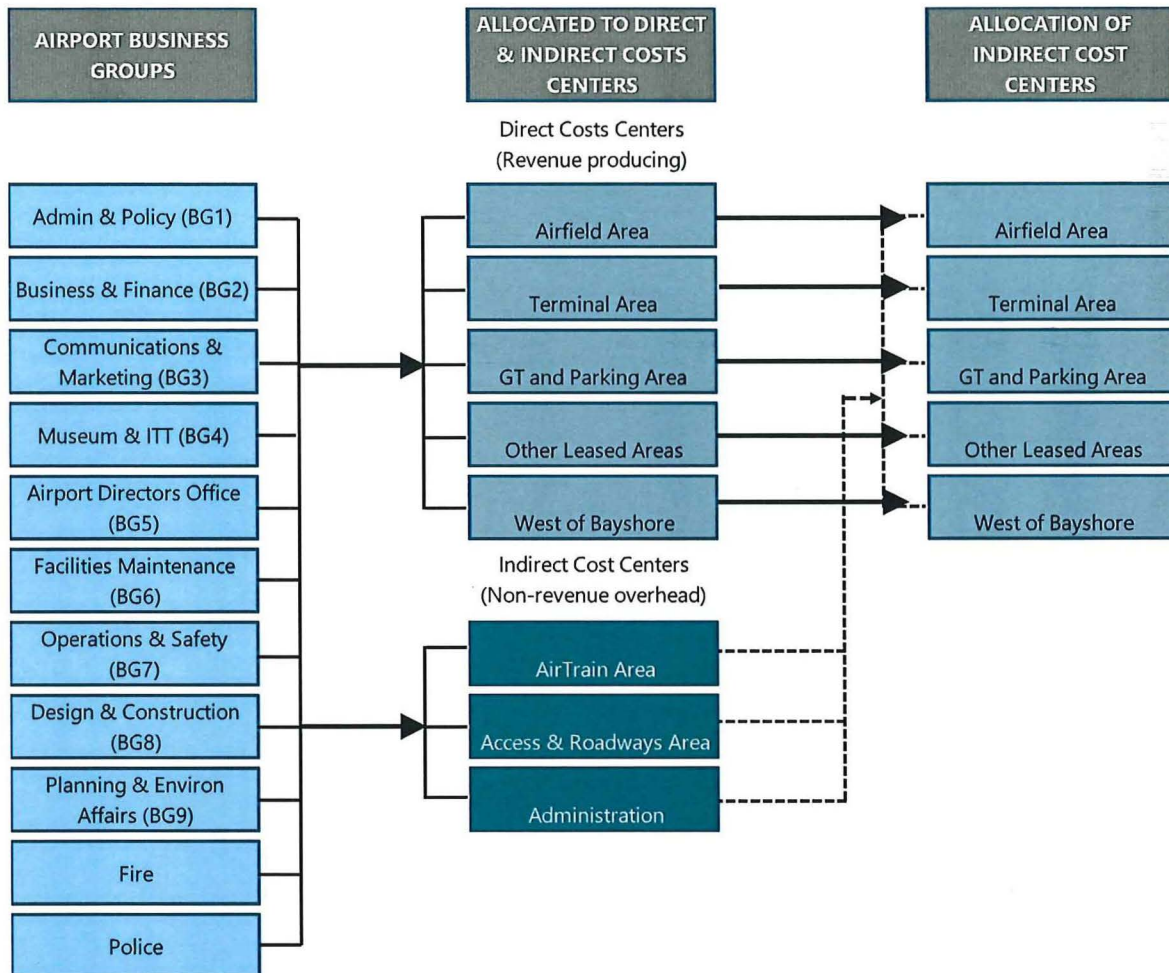 AIRPORT BUSINESS
GROUPS
ALLOCATED TO DIRECT
& INDIRECT COSTS
CENTERS
ALLOCATION OF
INDIRECT COST
CENTERS
Direct Costs Centers
(Revenue producing)
Admin & Policy (BG1)
Business & Finance (BG2)
Communications &
Marketing (BG3)
Museum & ITT (BG4)
Airport Directors Office
(BG5)
Facilities Maintenance
(BG6)
Operations & Safety
(BG7)
Design & Construction
(BG8)
Planning & Environ
Affairs (BG9)
Fire
Police
Airfield Area
Terminal Area
GT and Parking Area
Other Leased Areas
West of Bayshore
Indirect Cost Centers
(Non-revenue overhead)
AirTrain Area
Access & Roadways Area
Administration
Airfield Area
Terminal Area
GT and Parking Area
Other Leased Areas
West of Bayshore